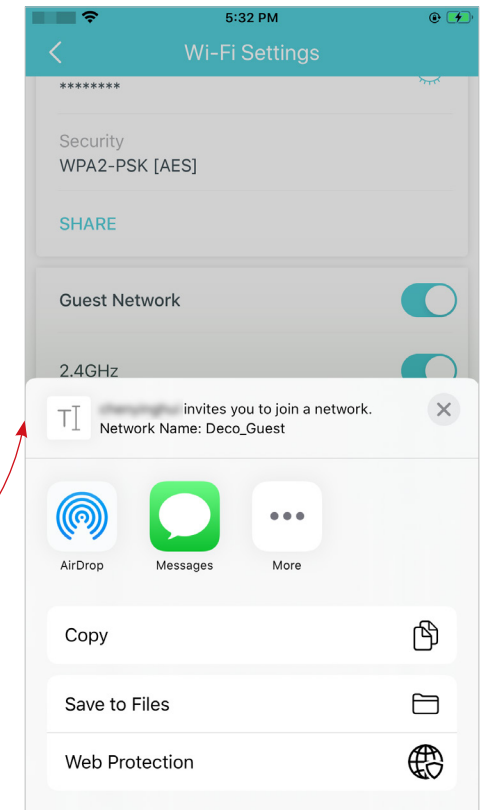 5:32 PM
Wi-Fi Settings
********
Security
WPA2-PSK [AES]
SHARE
Guest Network
2.4GHz
invites you to join a network.
Network Name: Deco_Guest
AirDrop
Messages
More
Copy
Save to Files
Web Protection